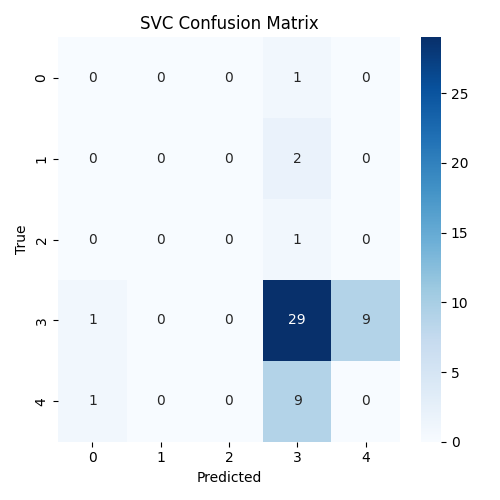 SVC Confusion Matrix
True
0 0 0 0 1 0
1 0 0 0 2 0
2 0 0 0 1 0
3 1 0 0 29 9
4 1 0 0 9 0
0 1 2 3 4
Predicted
25
20
15
10
5
0